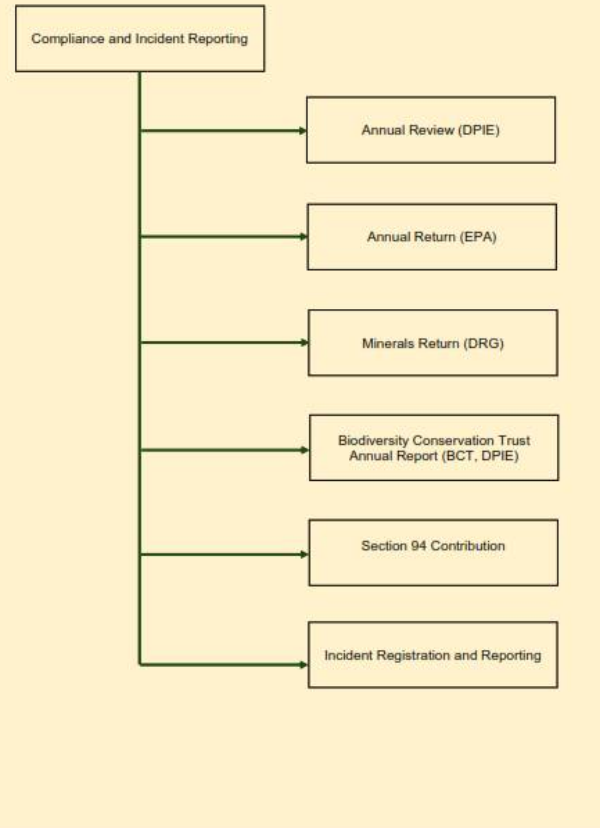 Compliance and Incident Reporting
Annual Review (DPIE)
Annual Return (EPA)
Minerals Return (DRG)
Biodiversity Conservation Trust
Annual Report (BCT, DPIE)
Section 94 Contribution
Incident Registration and Reporting